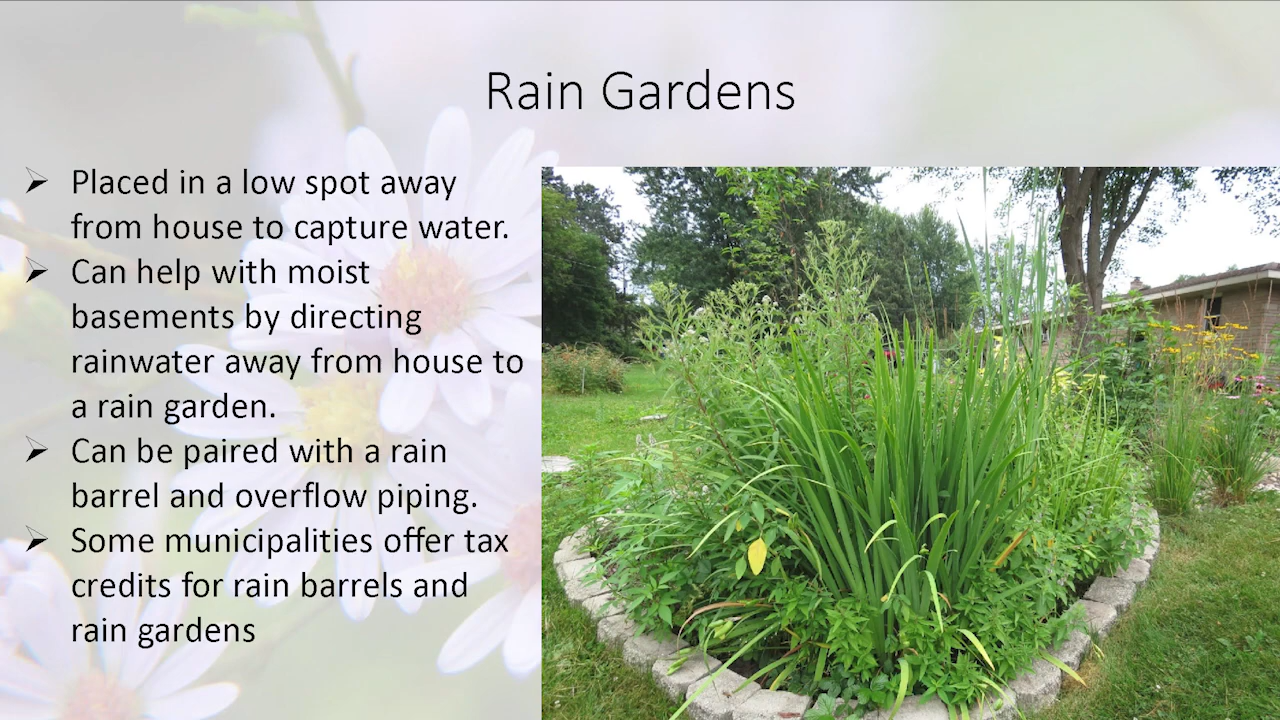 Rain Gardens
➢ Placed in a low spot away
from house to capture water.
➢ Can help with moist
basements by directing
rainwater away from house to
a rain garden.
➢ Can be paired with a rain
barrel and overflow piping.
➢ Some municipalities offer tax
credits for rain barrels and
rain gardens